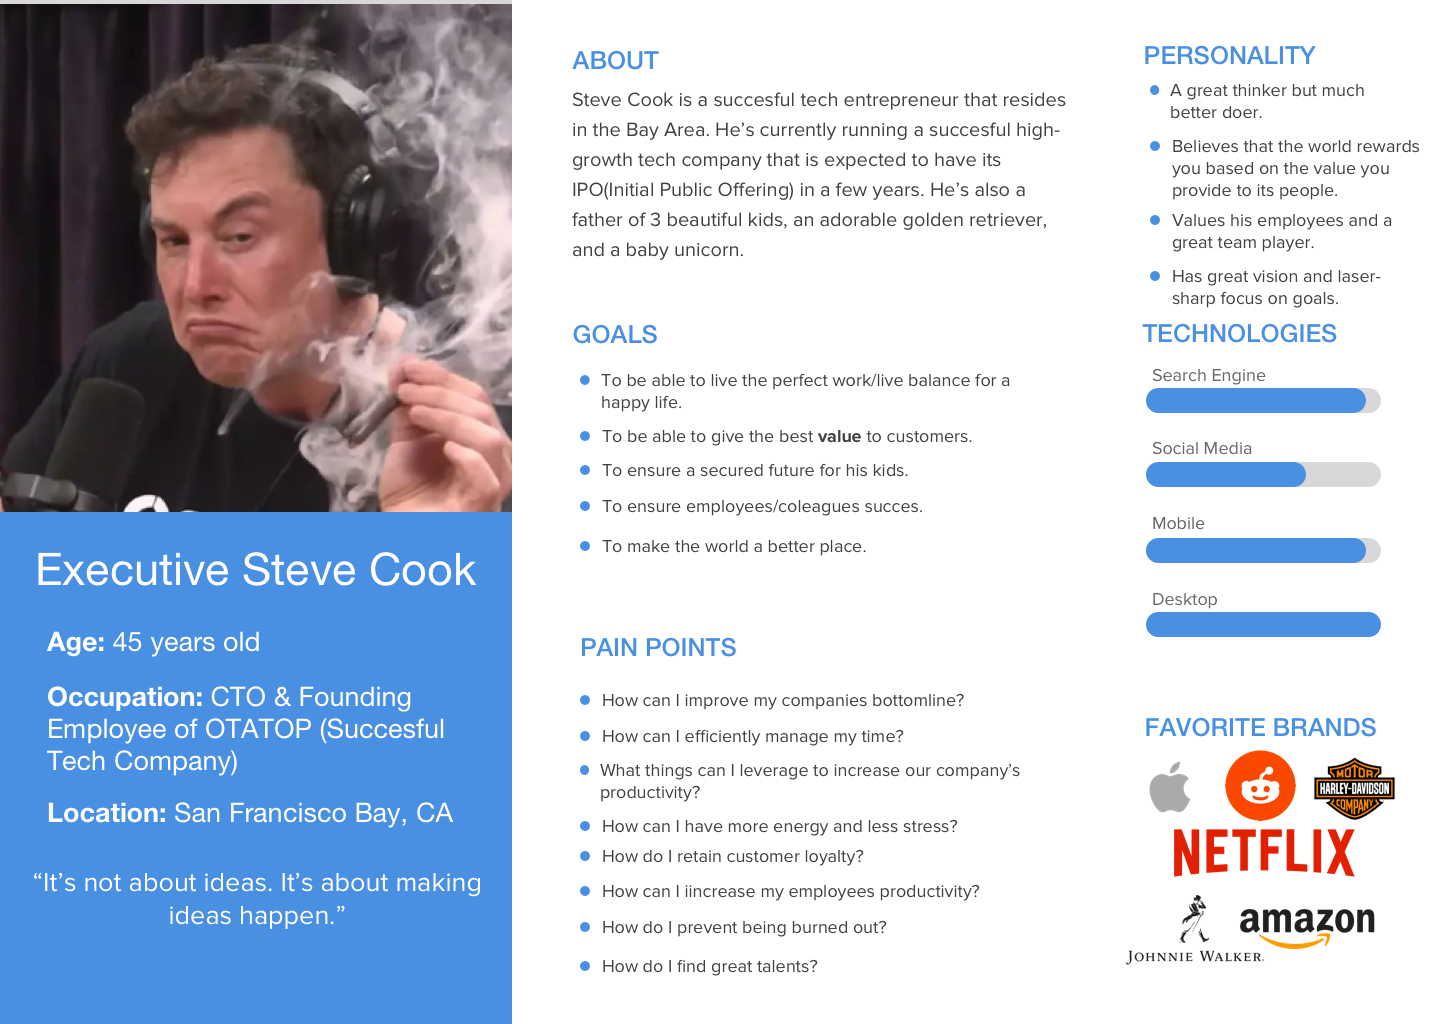 Executive Steve Cook
Age: 45 years old
Occupation: CTO & Founding
Employee of OTATOP (Succesful
Tech Company)
Location: San Francisco Bay, CA
“It’s not about ideas. It’s about making
ideas happen.”
ABOUT
Steve Cook is a succesful tech entrepreneur that resides
in the Bay Area. He’s currently running a succesful high-
growth tech company that is expected to have its
IPO(Initial Public Offering) in a few years. He’s also a
father of 3 beautiful kids, an adorable golden retriever,
and a baby unicorn.
GOALS
To be able to live the perfect work/live balance for a
happy life.
To be able to give the best value to customers.
To ensure a secured future for his kids.
To ensure employees/coleagues succes.
To make the world a better place.
PAIN POINTS
How can I improve my companies bottomline?
How can I efficiently manage my time?
What things can I leverage to increase our company’s
productivity?
How can I have more energy and less stress?
How do I retain customer loyalty?
How can I iincrease my employees productivity?
How do I prevent being burned out?
How do I find great talents?
PERSONALITY
A great thinker but much
better doer.
Believes that the world rewards
you based on the value you
provide to its people.
Values his employees and a
great team player.
Has great vision and laser-
sharp focus on goals.
TECHNOLOGIES
Search Engine
Social Media
Mobile
Desktop
FAVORITE BRANDS
MOTOR
HARLEY-DAVIDSON
COMPANY
NETFLIX
JOHNNIE WALKER.
amazon